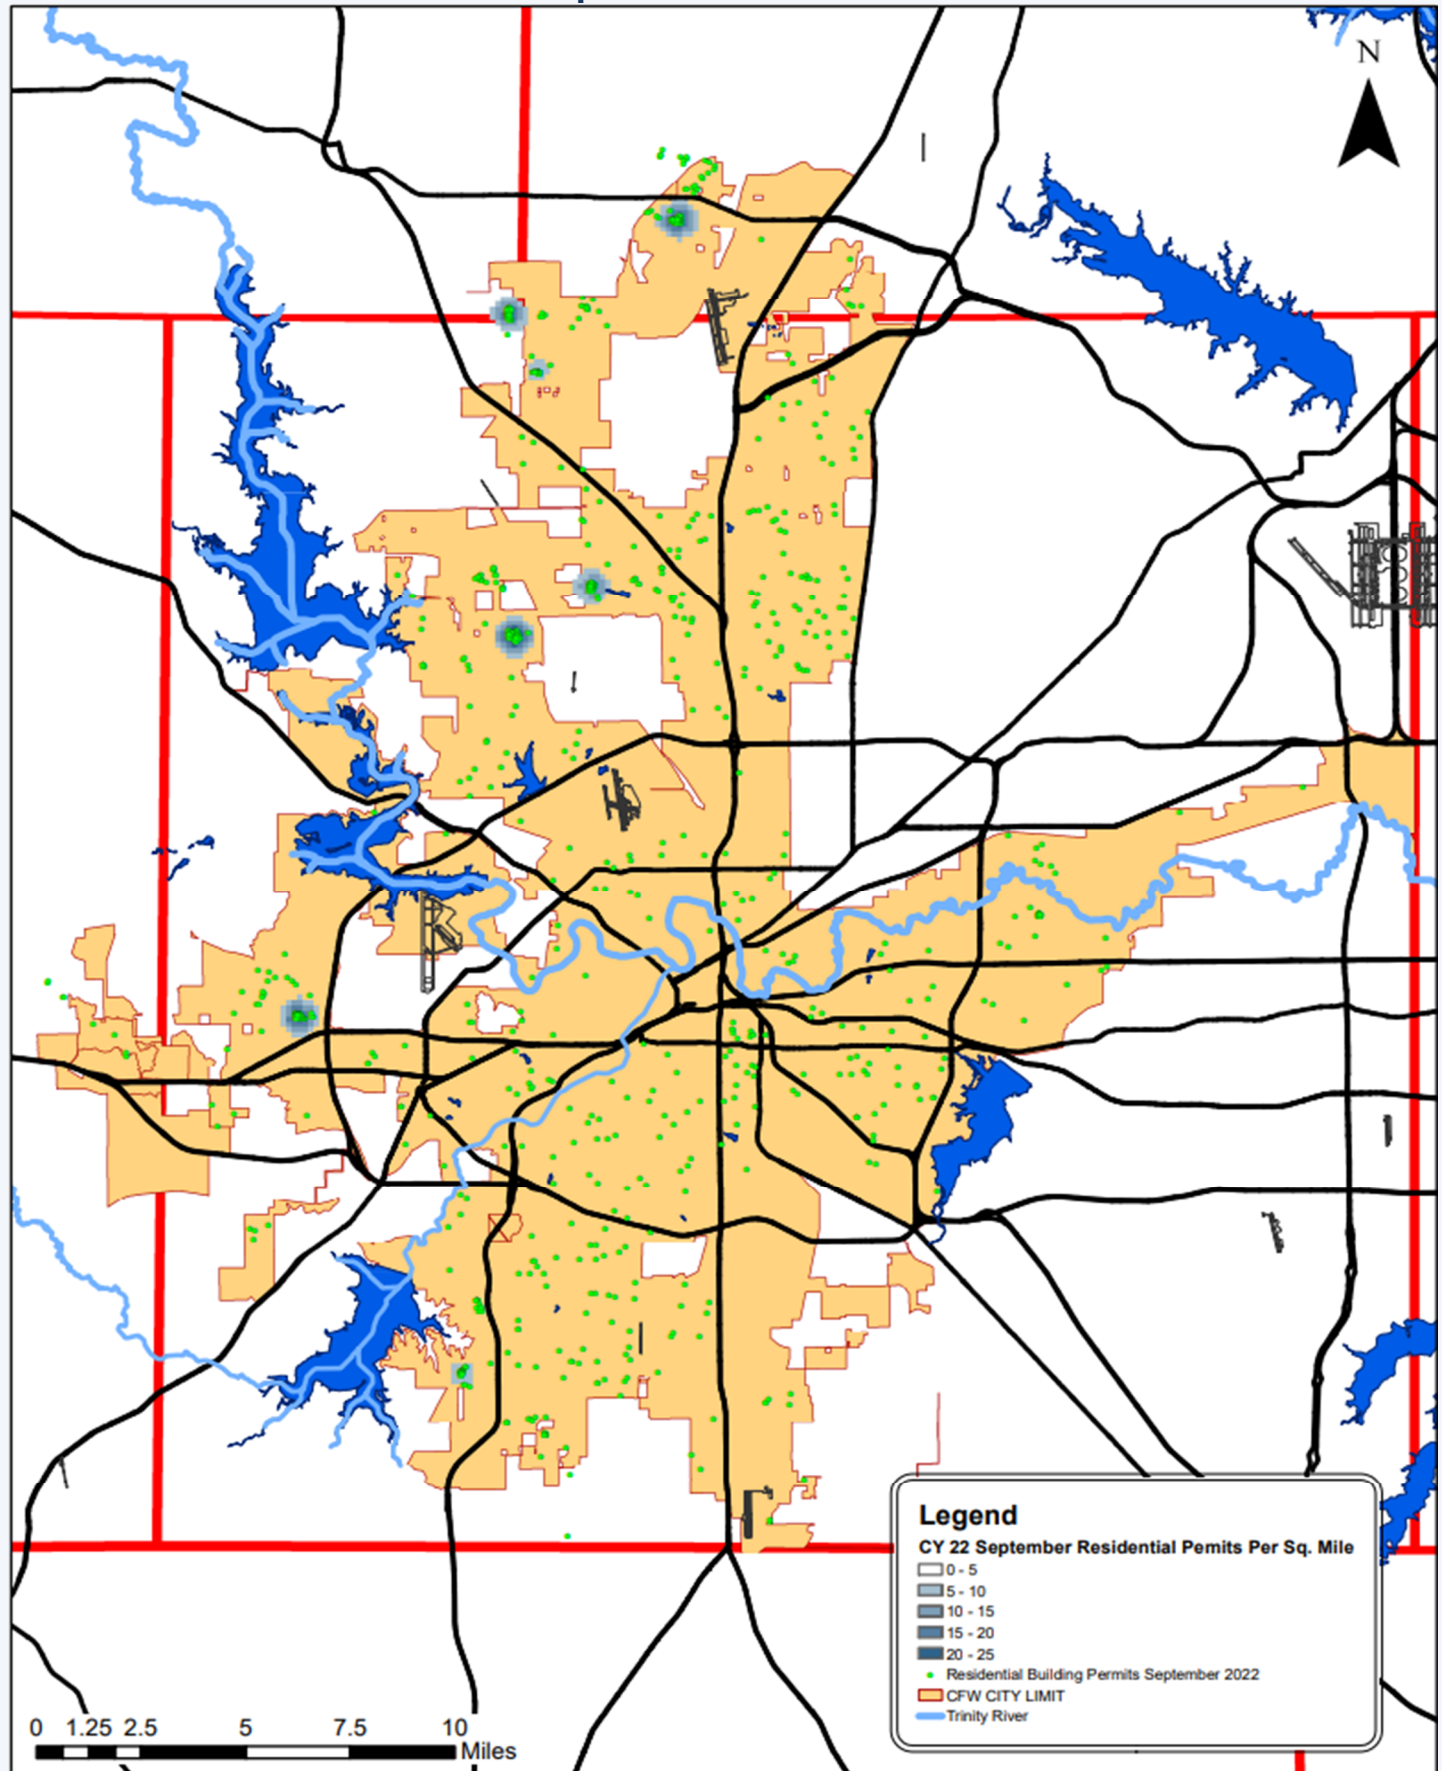 N
Legend
CY 22 September Residential Pemits Per Sq. Mile
0 - 5
5 - 10
10 - 15
15 - 20
20 - 25
Residential Building Permits September 2022
CFW CITY LIMIT
Trinity River
0 1.25 2.5 5 7.5 10
Miles